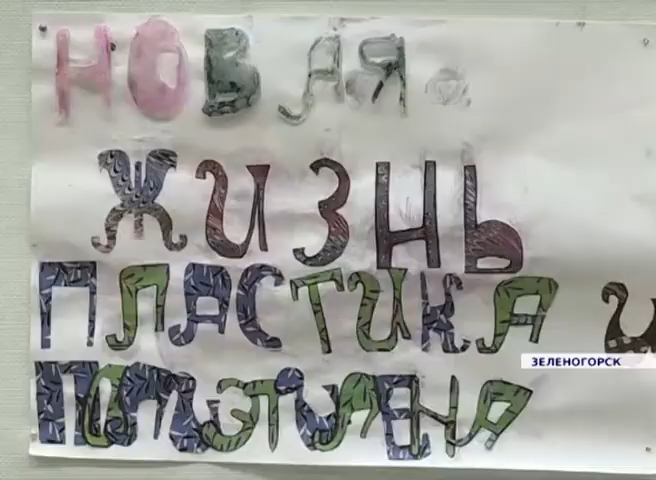 НОВАЯ
ЖИЗНЬ
ПЛАСТИКА И
ЗЕЛЕНОГОРСК
ПОЛИЭТИЛЕНА